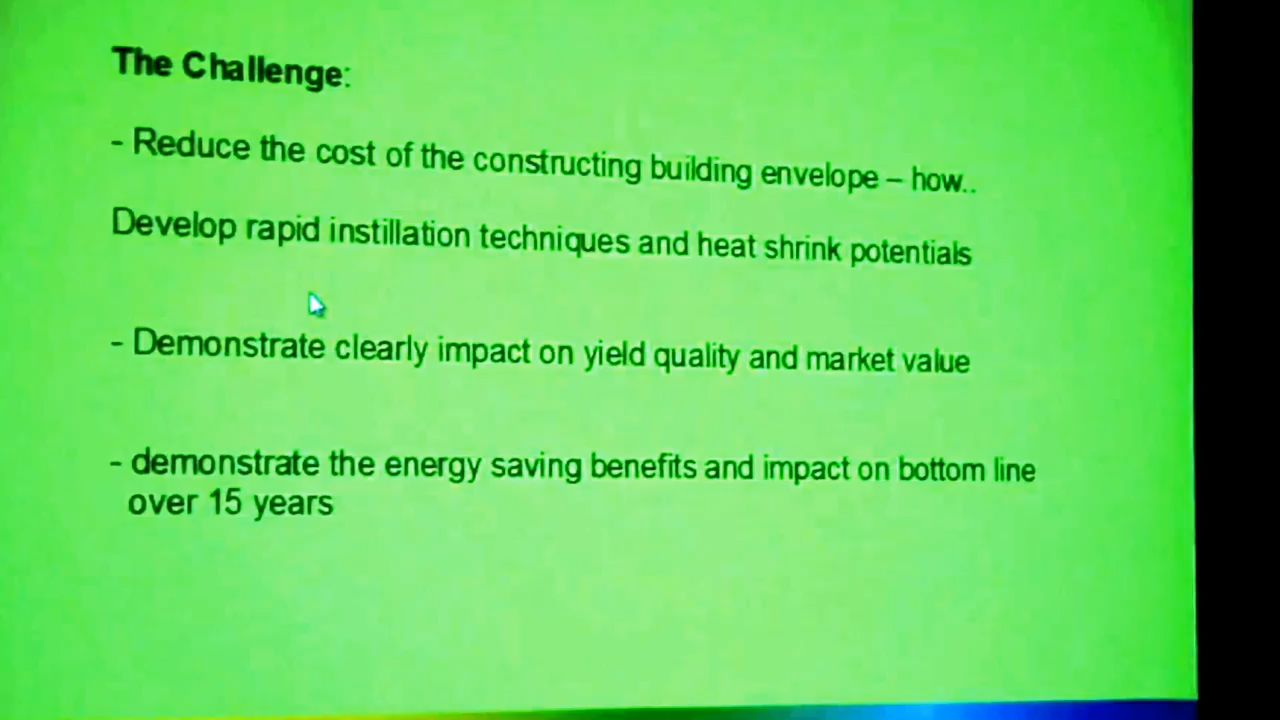 The Challenge:
- Reduce the cost of the constructing building envelope – how..
Develop rapid instillation techniques and heat shrink potentials
- Demonstrate clearly impact on yield quality and market value
- demonstrate the energy saving benefits and impact on bottom line
over 15 years